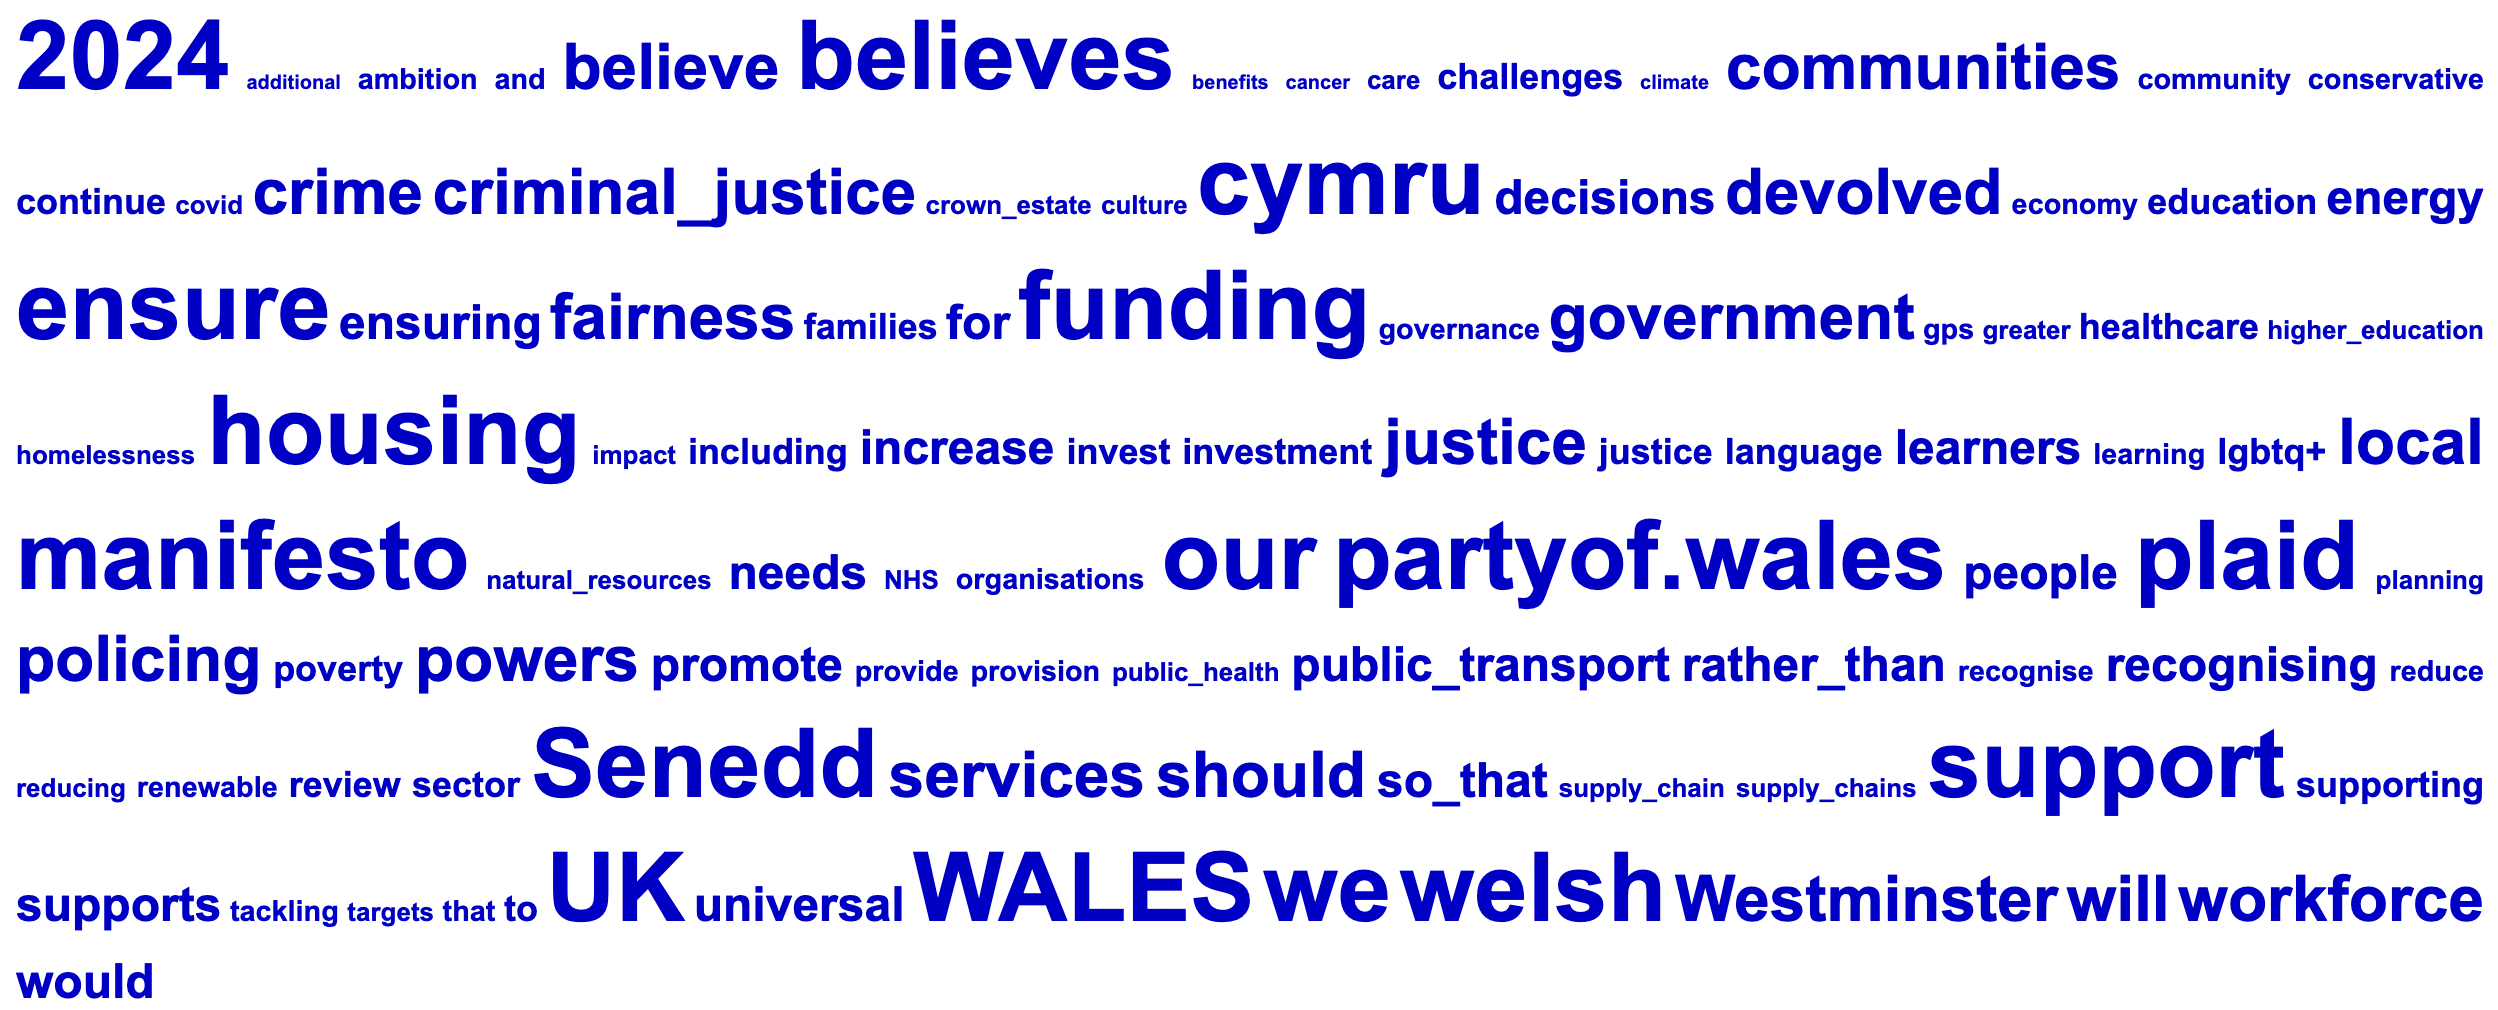 2024 additional ambition and believe believes benefits cancer care challenges climate communities community conservative
continue covid crime criminal_justice crown_estate culture cymru decisions devolved economy education energy
ensure ensuring fairness families for funding governance government gps greater healthcare higher_education
homelessness housing impact including increase invest investment justice justice language learners learning lgbtq+ local
manifesto natural_resources needs NHS organisations our partyof.wales people plaid planning
policing poverty powers promote provide provision public_health public_transport rather_than recognise recognising reduce
reducing renewable review sector Senedd services should so_that supply_chain supply_chains support supporting
supports tackling targets that to UK universal WALES we welsh Westminster will workforce
would